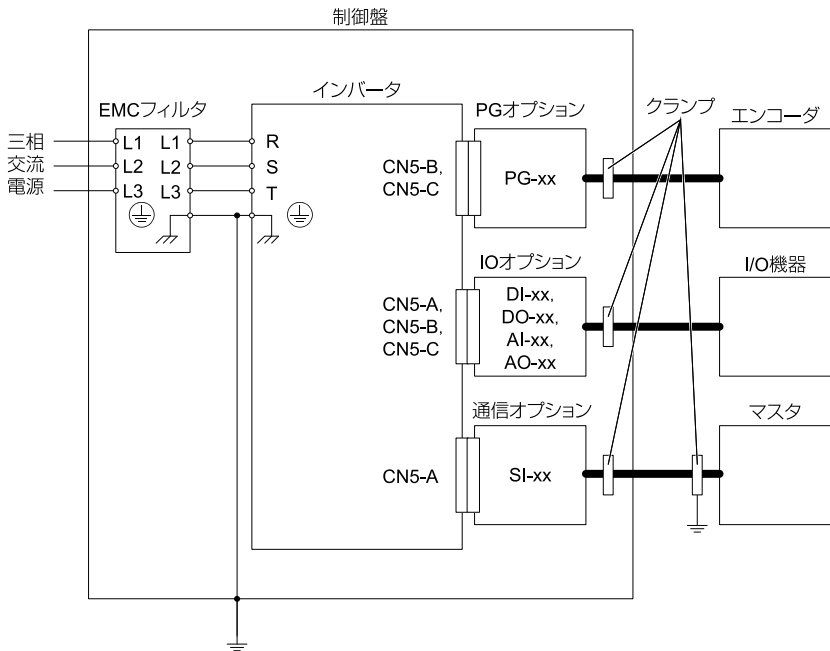 制御盤
EMCフィルタ
インバータ
PGオプション
クランプ
エンコーダ
三相
交流
電源
L1 L1
L2 L2
L3 L3
R
S
T
CN5-B,
CN5-C
PG-xx
IOオプション
I/O機器
CN5-A,
CN5-B,
CN5-C
DI-xx,
DO-xx,
AI-xx,
AO-xx
通信オプション
マスタ
CN5-A
SI-xx